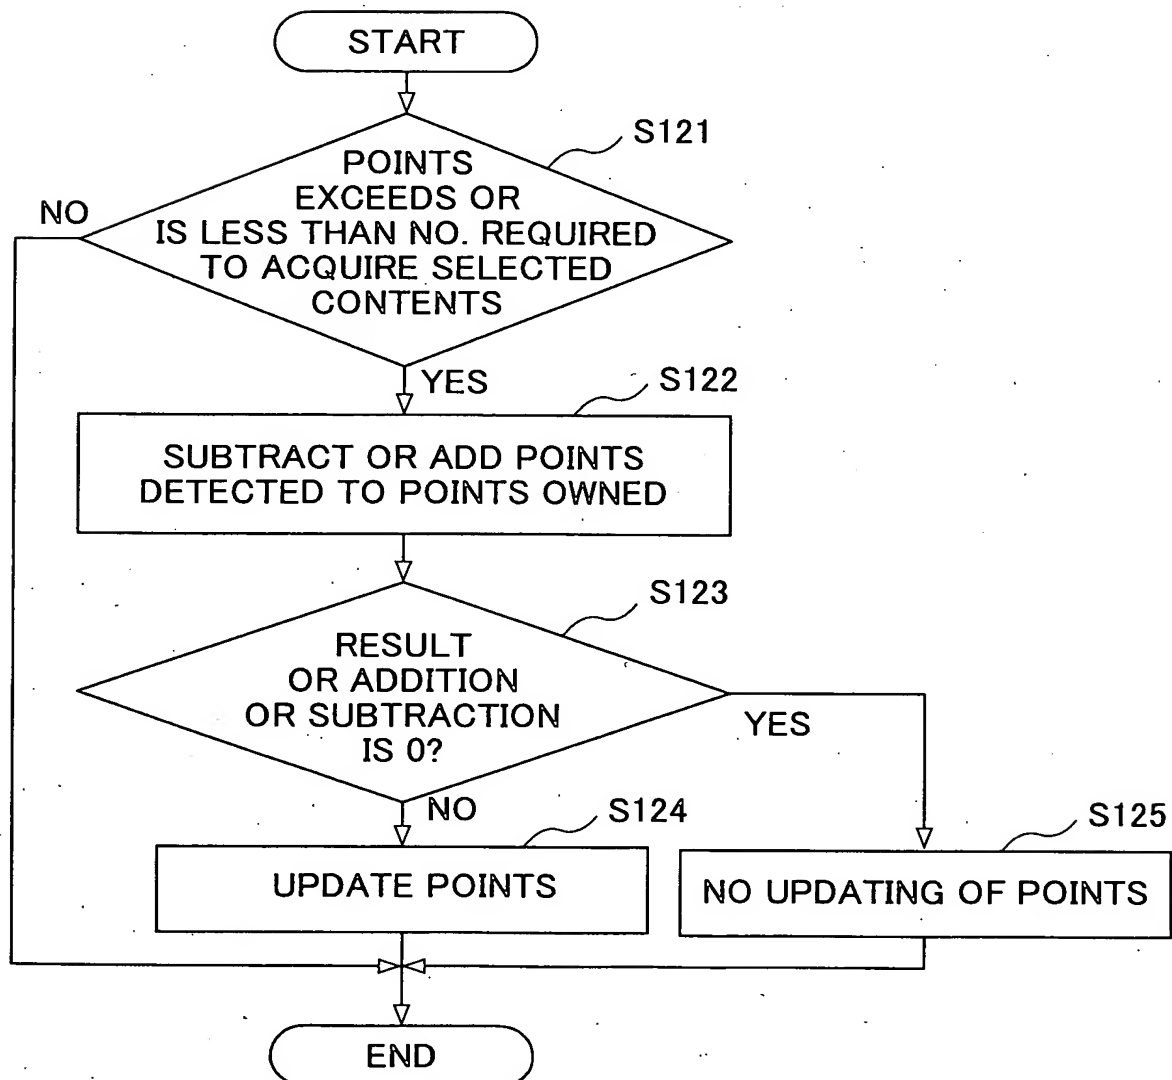 START
S121
POINTS
EXCEEDS OR
IS LESS THAN NO. REQUIRED
TO ACQUIRE SELECTED
CONTENTS
NO
YES
S122
SUBTRACT OR ADD POINTS
DETECTED TO POINTS OWNED
S123
RESULT
OR ADDITION
OR SUBTRACTION
IS 0?
YES
NO
S124
UPDATE POINTS
S125
NO UPDATING OF POINTS
END